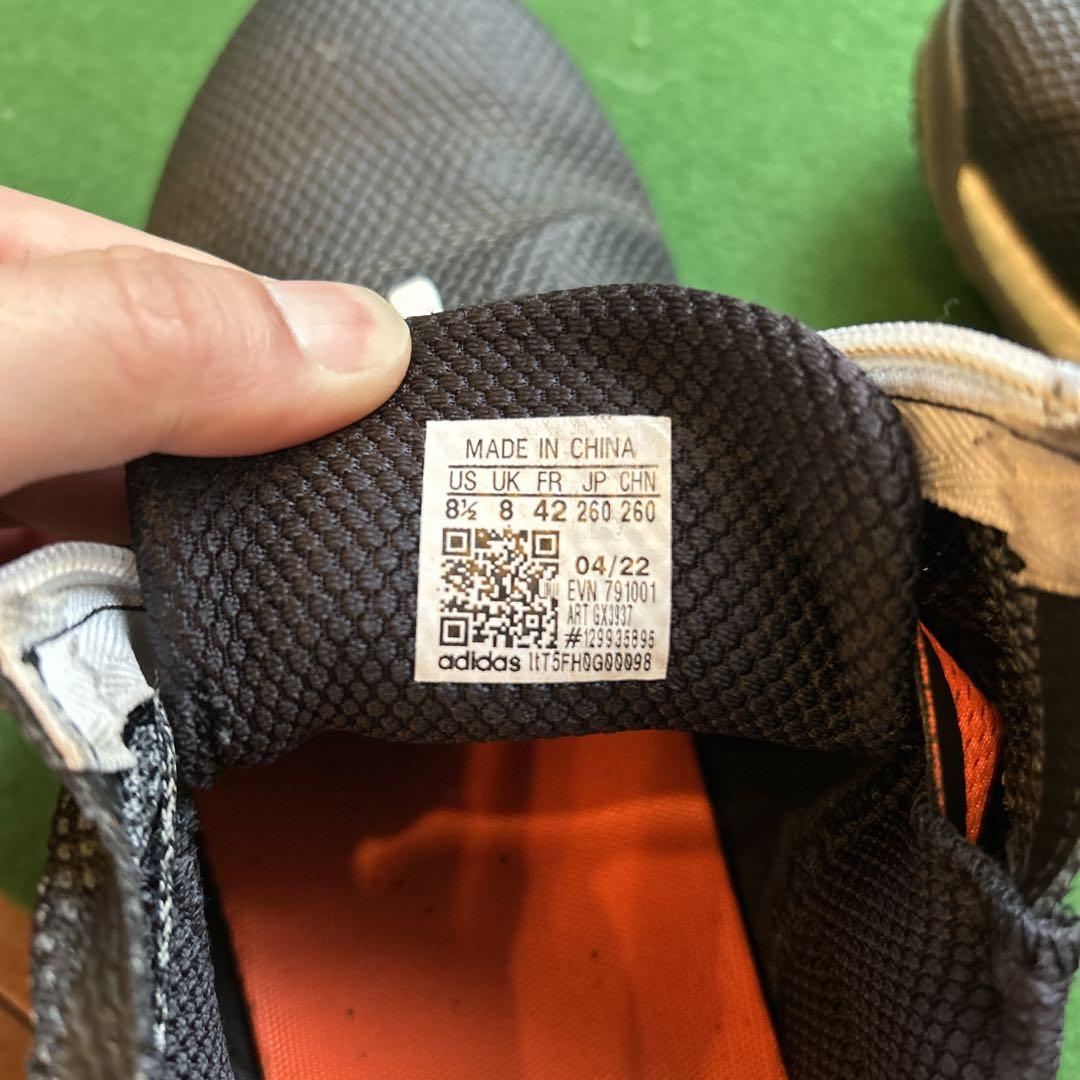 MADE IN CHINA
US UK FR JP CHN
8½ 8 42 260 260
04/22
EVN 791001
ART GX3937
#129935895
adidas 1tT5FH0G00098